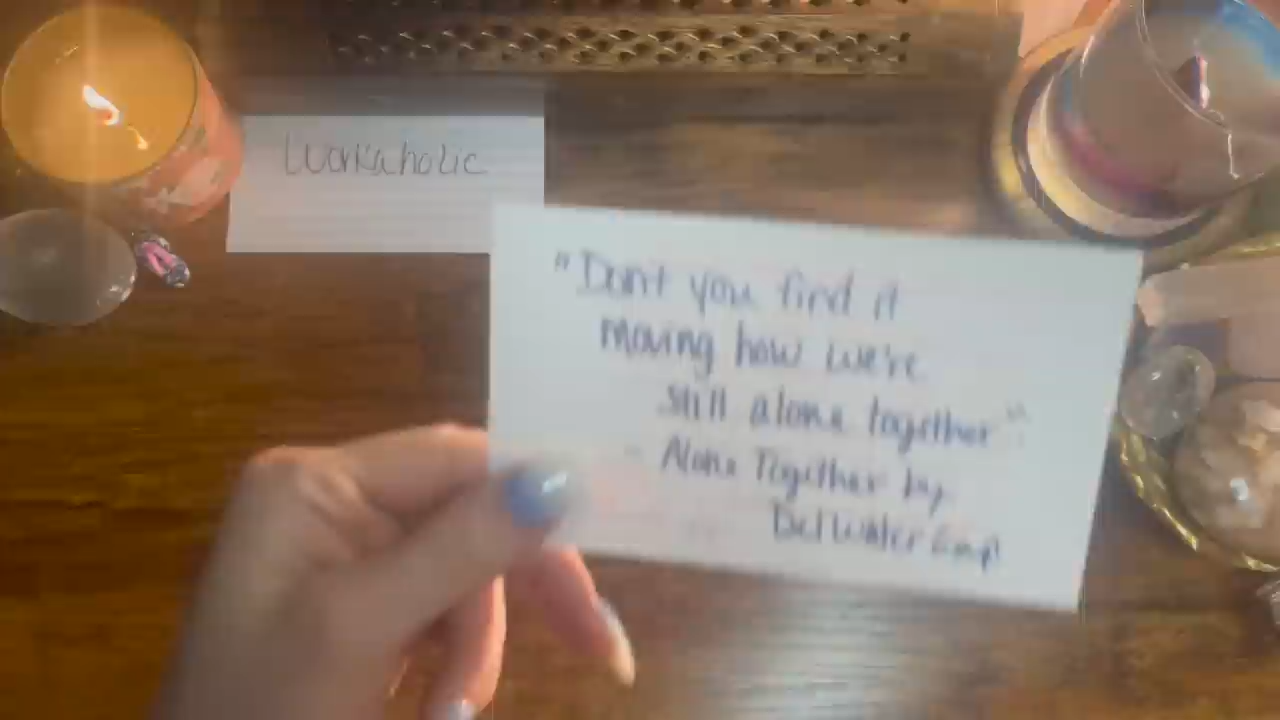 Workaholic
"Don't you find it
moving how we're
still alone together".
- Alone Together by
Del Water Gap